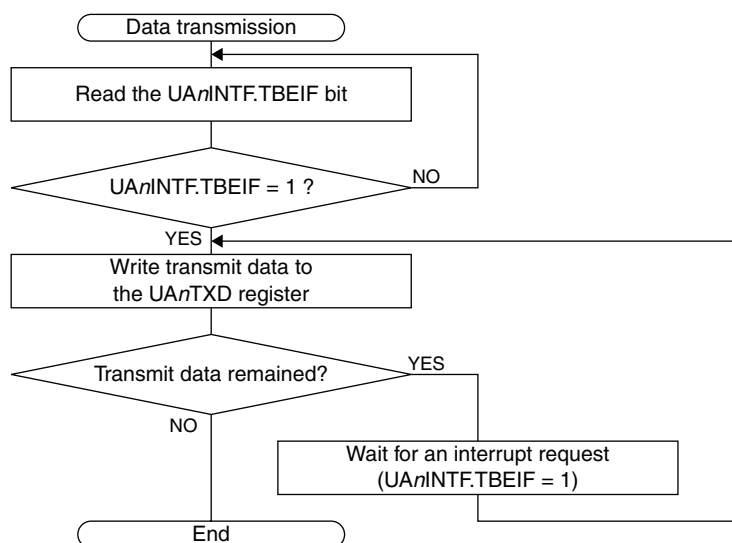 Data transmission
Read the UAnINTF.TBEIF bit
UAnINTF.TBEIF = 1 ?
NO
YES
Write transmit data to
the UAnTXD register
Transmit data remained?
YES
NO
Wait for an interrupt request
(UAnINTF.TBEIF = 1)
End